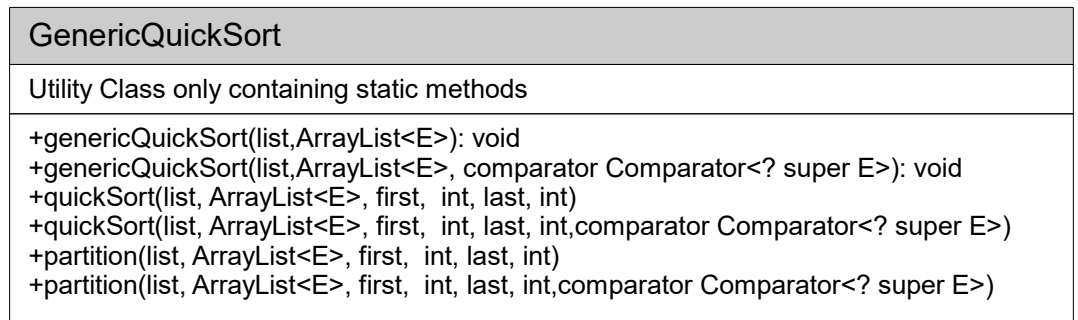 GenericQuickSort
Utility Class only containing static methods
+genericQuickSort(list,ArrayList<E>): void
+genericQuickSort(list,ArrayList<E>, comparator Comparator<? super E>): void
+quickSort(list, ArrayList<E>, first,  int, last, int)
+quickSort(list, ArrayList<E>, first,  int, last, int,comparator Comparator<? super E>)
+partition(list, ArrayList<E>, first,  int, last, int)
+partition(list, ArrayList<E>, first,  int, last, int,comparator Comparator<? super E>)